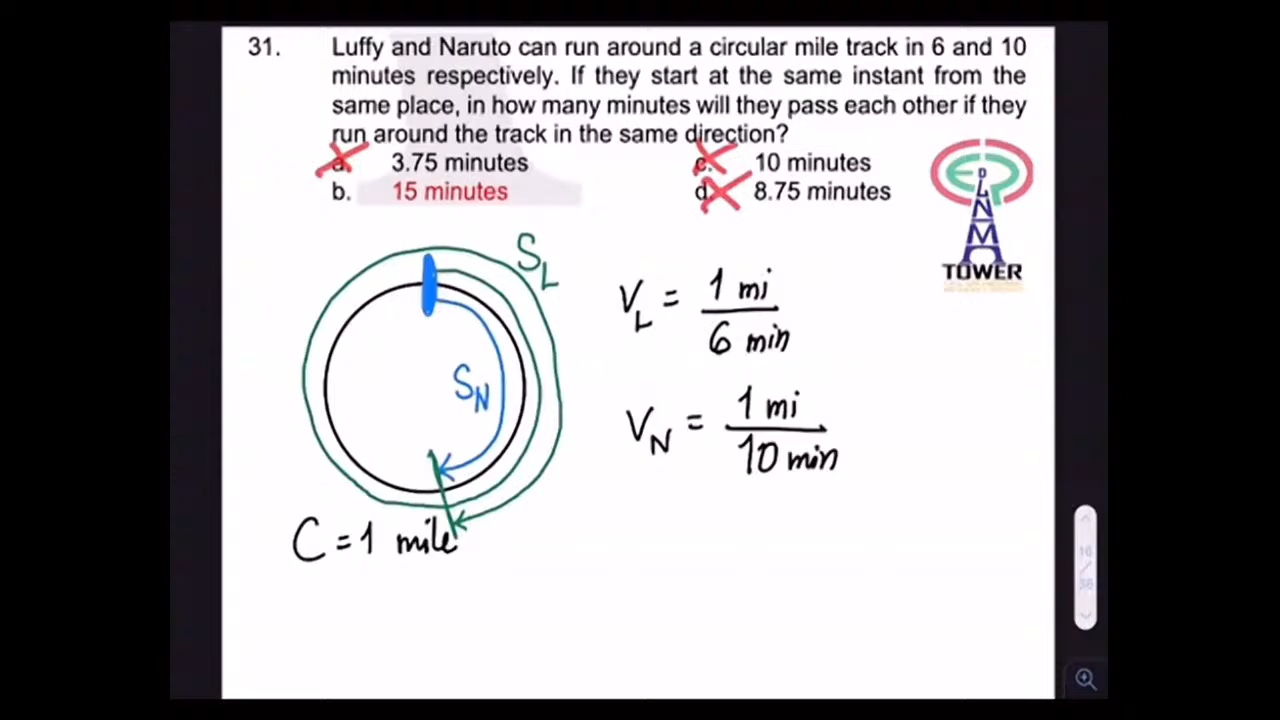 31. Luffy and Naruto can run around a circular mile track in 6 and 10
minutes respectively. If they start at the same instant from the
same place, in how many minutes will they pass each other if they
run around the track in the same direction?
a. 3.75 minutes c. 10 minutes
b. 15 minutes d. 8.75 minutes
EPLNMA
TOWER
S_L
V_L = 1 mi / 6 min
S_N
V_N = 1 mi / 10 min
C = 1 mile
16
/
36